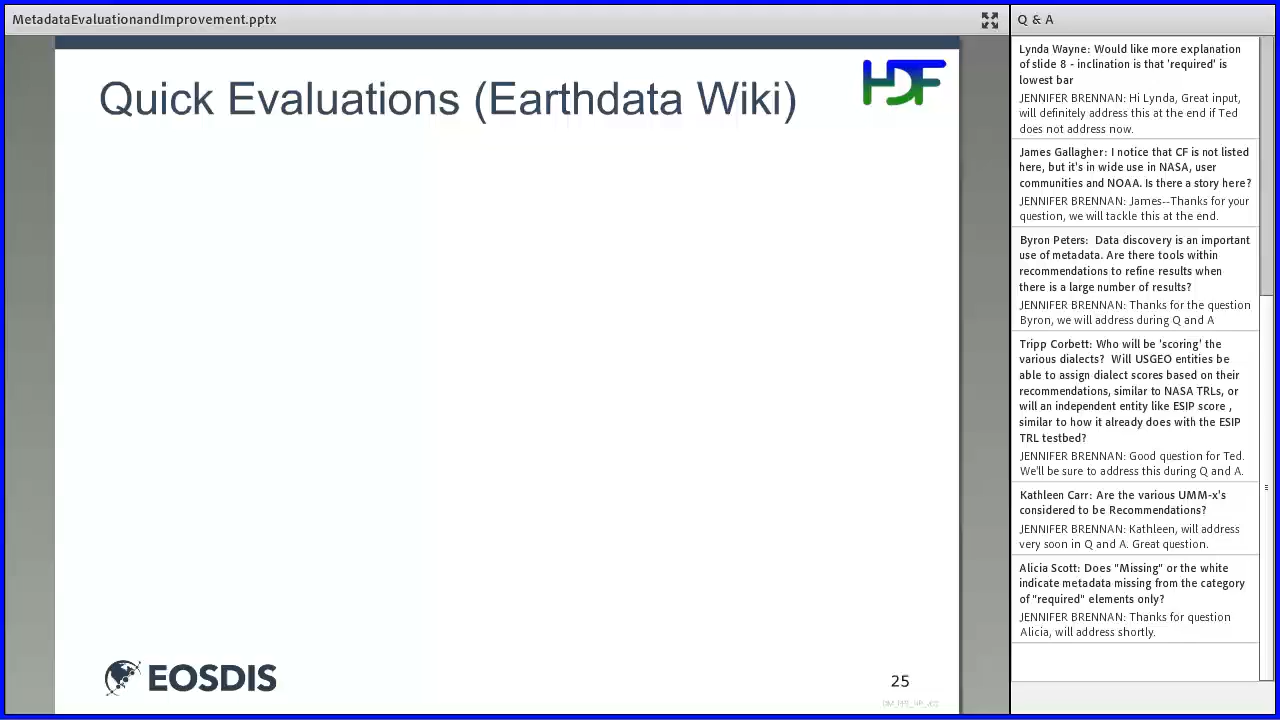 MetadataEvaluationandImprovement.pptx
Quick Evaluations (Earthdata Wiki)
HDF
EOSDIS
25
Q & A
Lynda Wayne: Would like more explanation
of slide 8 - inclination is that 'required' is
lowest bar
JENNIFER BRENNAN: Hi Lynda, Great input,
will definitely address this at the end if Ted
does not address now.
James Gallagher: I notice that CF is not listed
here, but it's in wide use in NASA, user
communities and NOAA. Is there a story here?
JENNIFER BRENNAN: James--Thanks for your
question, we will tackle this at the end.
Byron Peters:  Data discovery is an important
use of metadata. Are there tools within
recommendations to refine results when
there is a large number of results?
JENNIFER BRENNAN: Thanks for the question
Byron, we will address during Q and A
Tripp Corbett: Who will be 'scoring' the
various dialects?  Will USGEO entities be
able to assign dialect scores based on their
recommendations, similar to NASA TRLs, or
will an independent entity like ESIP score ,
similar to how it already does with the ESIP
TRL testbed?
JENNIFER BRENNAN: Good question for Ted.
We'll be sure to address this during Q and A.
Kathleen Carr: Are the various UMM-x's
considered to be Recommendations?
JENNIFER BRENNAN: Kathleen, will address
very soon in Q and A. Great question.
Alicia Scott: Does "Missing" or the white
indicate metadata missing from the category
of "required" elements only?
JENNIFER BRENNAN: Thanks for question
Alicia, will address shortly.